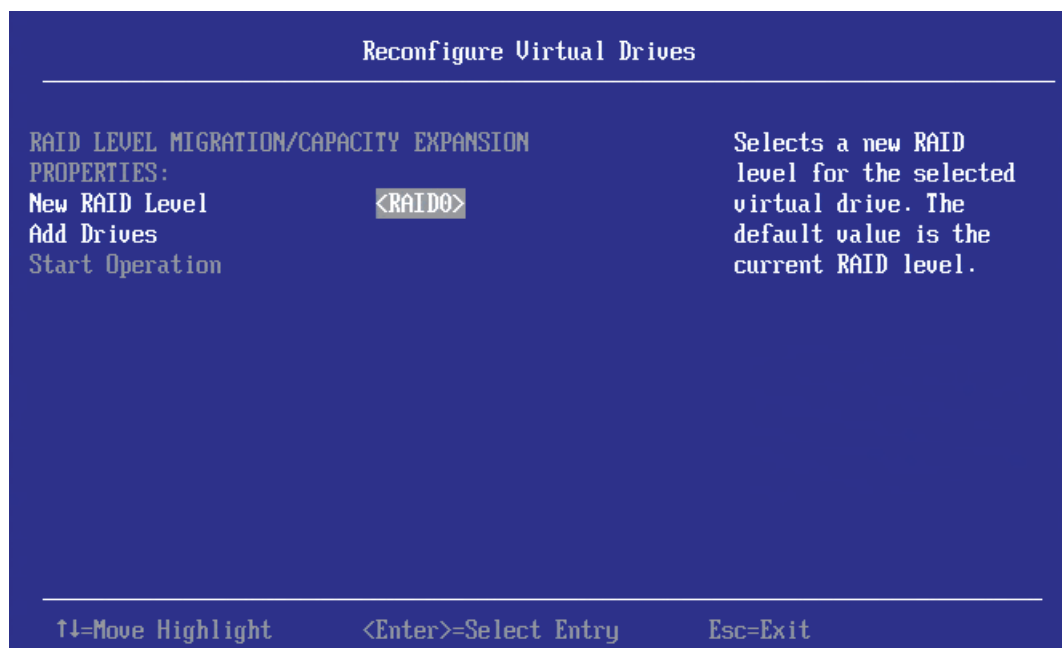 Reconfigure Virtual Drives
RAID LEVEL MIGRATION/CAPACITY EXPANSION
PROPERTIES:
New RAID Level <RAID0>
Add Drives
Start Operation
Selects a new RAID
level for the selected
virtual drive. The
default value is the
current RAID level.
↑↓=Move Highlight <Enter>=Select Entry Esc=Exit